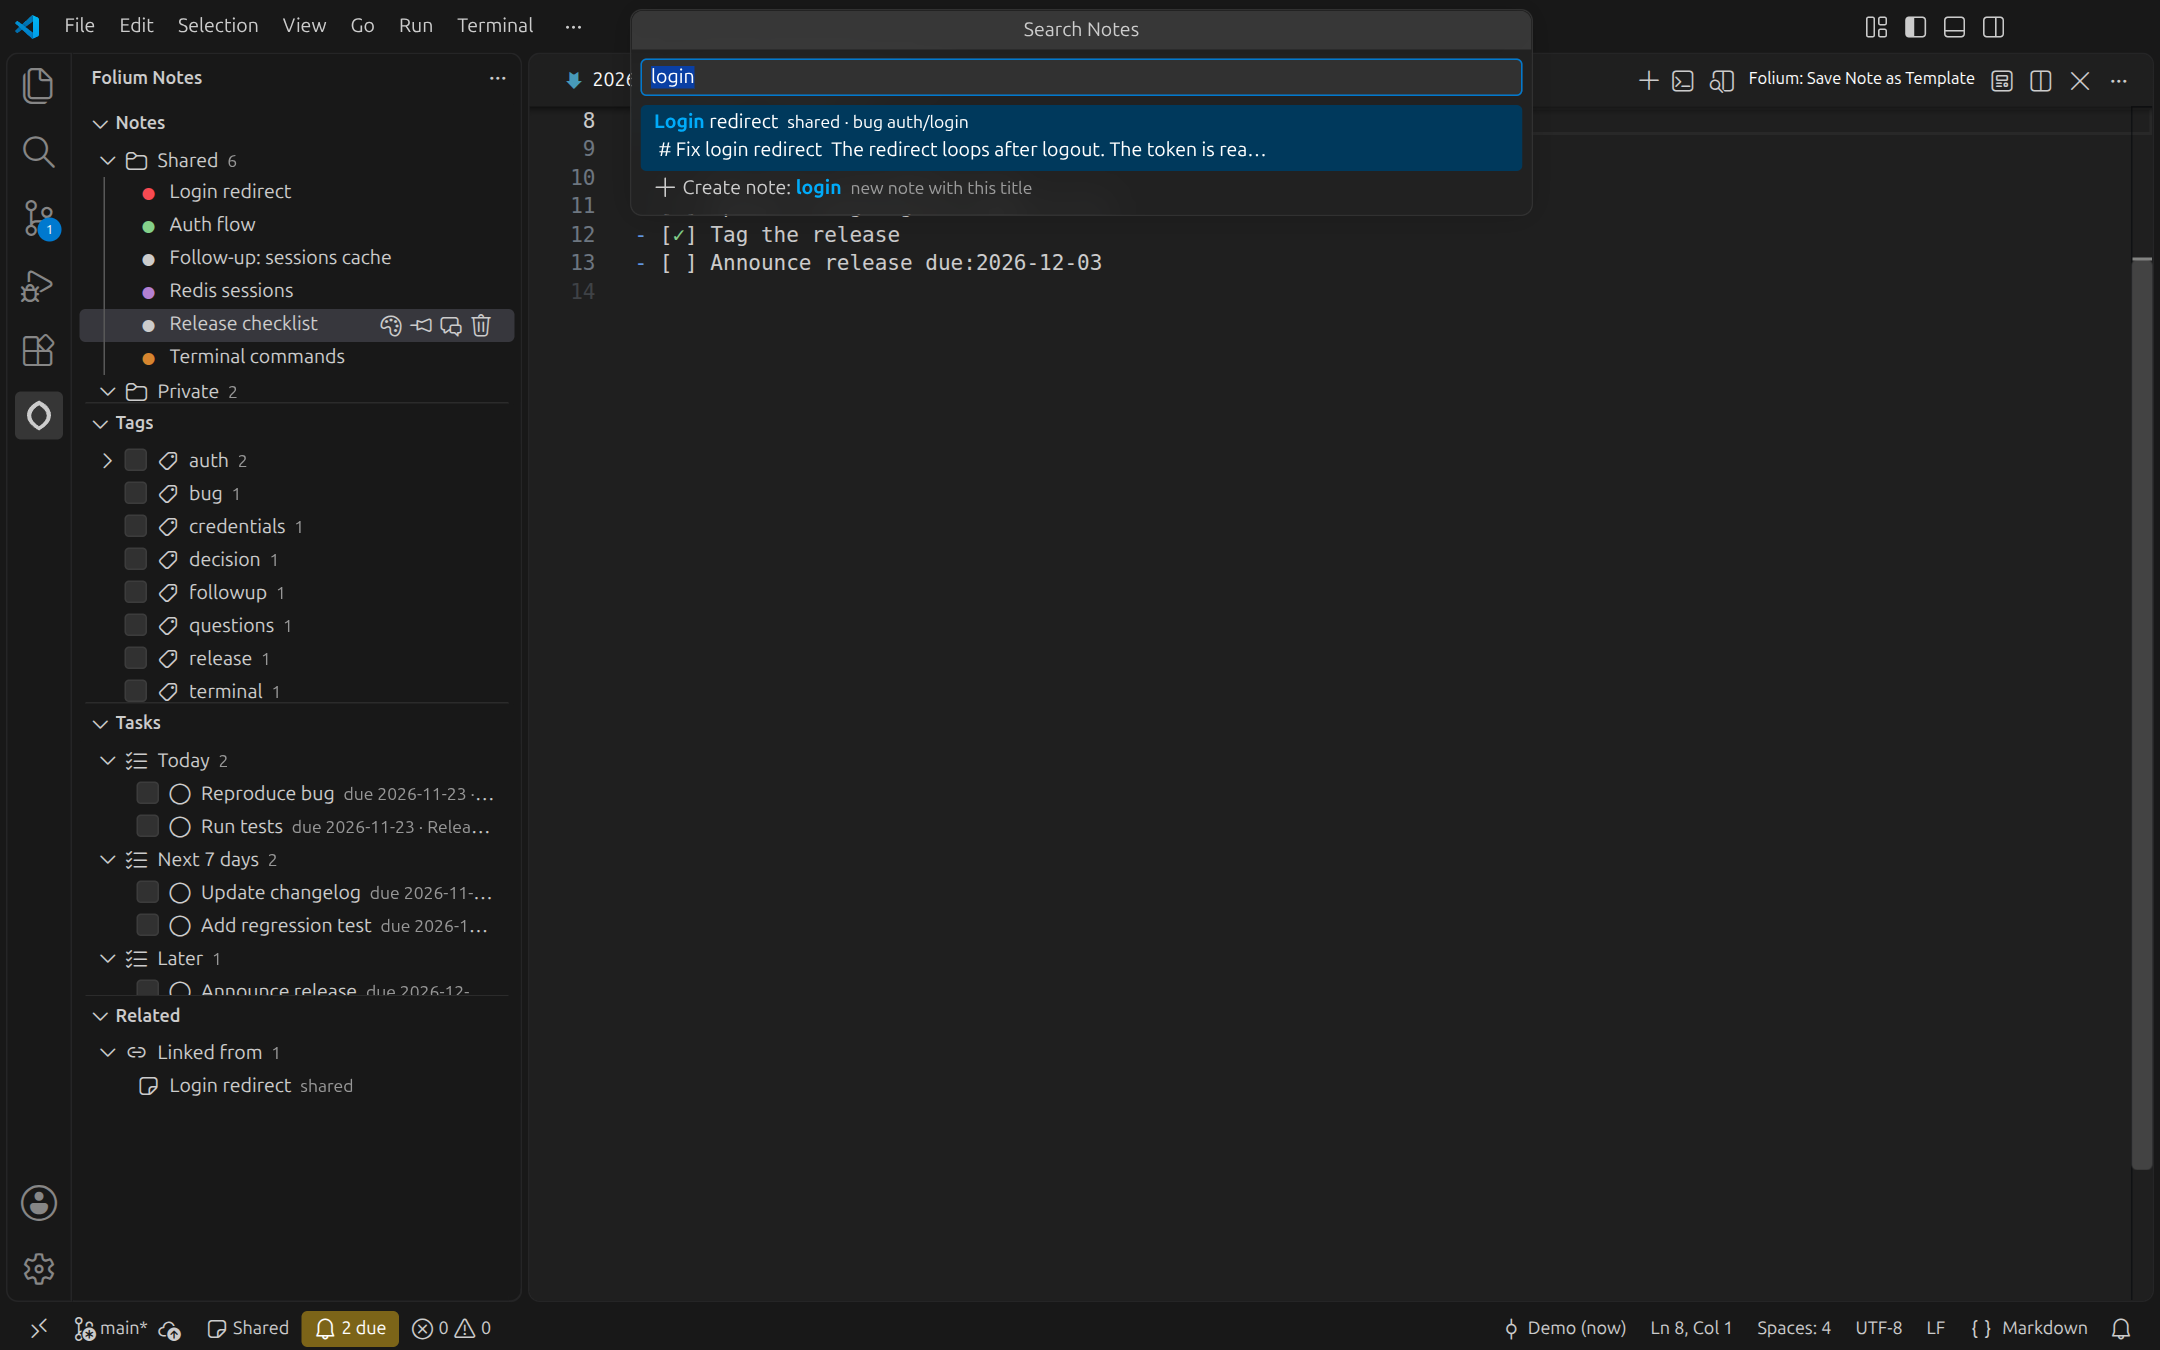 File Edit Selection View Go Run Terminal ···
Search Notes
login
Login redirect shared · bug auth/login
# Fix login redirect The redirect loops after logout. The token is rea…
Create note: login new note with this title
Folium Notes ···
Notes
Shared 6
Login redirect
Auth flow
Follow-up: sessions cache
Redis sessions
Release checklist
Terminal commands
Private 2
Tags
auth 2
bug 1
credentials 1
decision 1
followup 1
questions 1
release 1
terminal 1
Tasks
Today 2
Reproduce bug due 2026-11-23 ·…
Run tests due 2026-11-23 · Relea…
Next 7 days 2
Update changelog due 2026-11-…
Add regression test due 2026-1…
Later 1
Announce release due 2026-12-
Related
Linked from 1
Login redirect shared
2026
Folium: Save Note as Template ···
8
9
10
11
12 - [✓] Tag the release
13 - [ ] Announce release due:2026-12-03
14
1
main* Shared 2 due 0 0
Demo (now) Ln 8, Col 1 Spaces: 4 UTF-8 LF { } Markdown